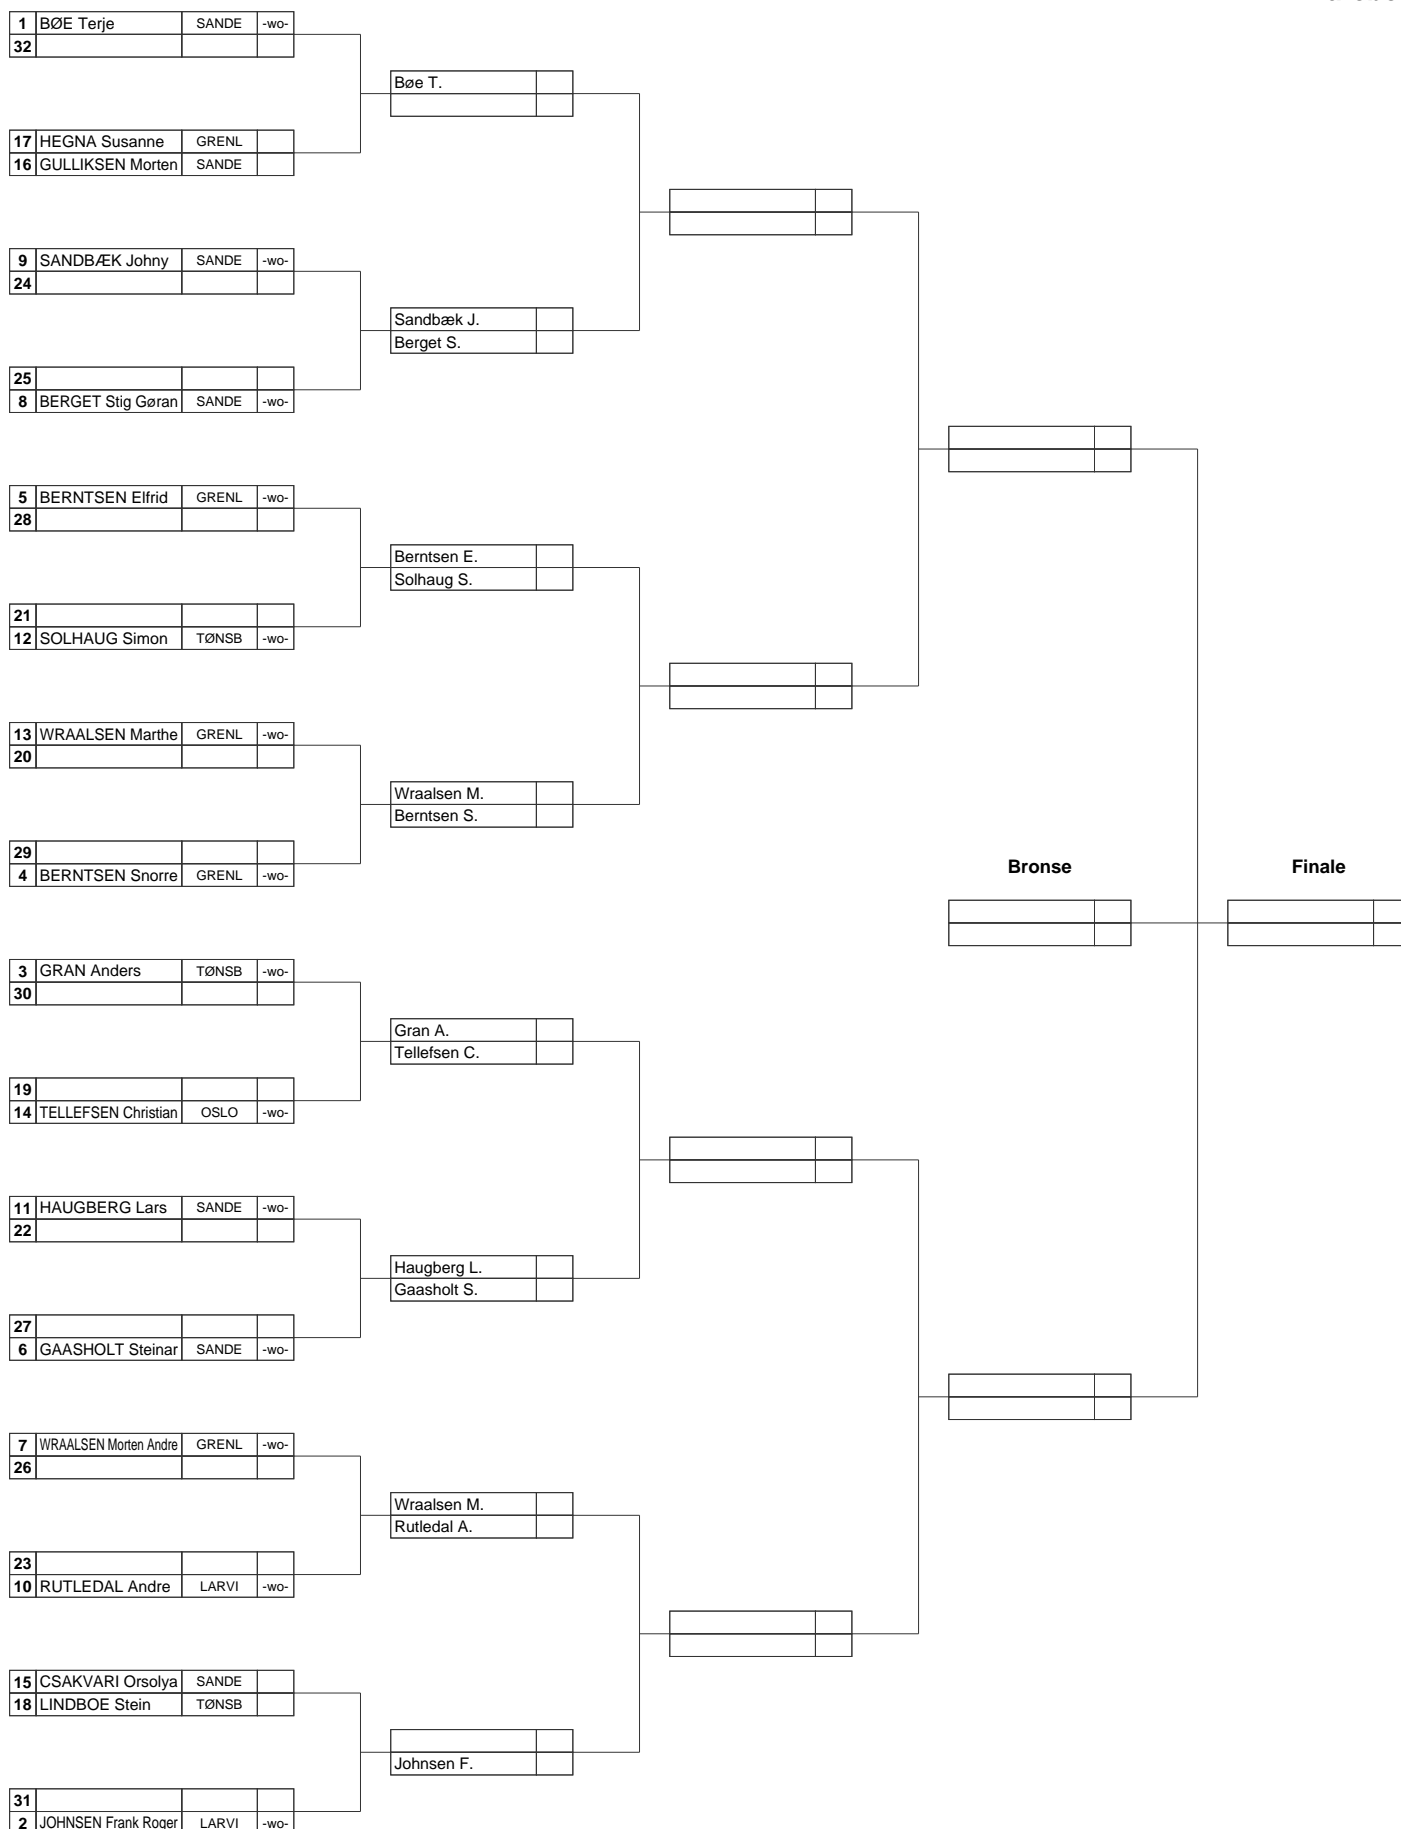 1 BØE Terje SANDE -wo-
32
Bøe T.
17 HEGNA Susanne GRENL
16 GULLIKSEN Morten SANDE
9 SANDBÆK Johny SANDE -wo-
24
Sandbæk J.
Berget S.
25
8 BERGET Stig Gøran SANDE -wo-
5 BERNTSEN Elfrid GRENL -wo-
28
Berntsen E.
Solhaug S.
21
12 SOLHAUG Simon TØNSB -wo-
13 WRAALSEN Marthe GRENL -wo-
20
Wraalsen M.
Berntsen S.
29
4 BERNTSEN Snorre GRENL -wo-
Bronse Finale
3 GRAN Anders TØNSB -wo-
30
Gran A.
Tellefsen C.
19
14 TELLEFSEN Christian OSLO -wo-
11 HAUGBERG Lars SANDE -wo-
22
Haugberg L.
Gaasholt S.
27
6 GAASHOLT Steinar SANDE -wo-
7 WRAALSEN Morten Andre GRENL -wo-
26
Wraalsen M.
Rutledal A.
23
10 RUTLEDAL Andre LARVI -wo-
15 CSAKVARI Orsolya SANDE
18 LINDBOE Stein TØNSB
Johnsen F.
31
2 JOHNSEN Frank Roger LARVI -wo-